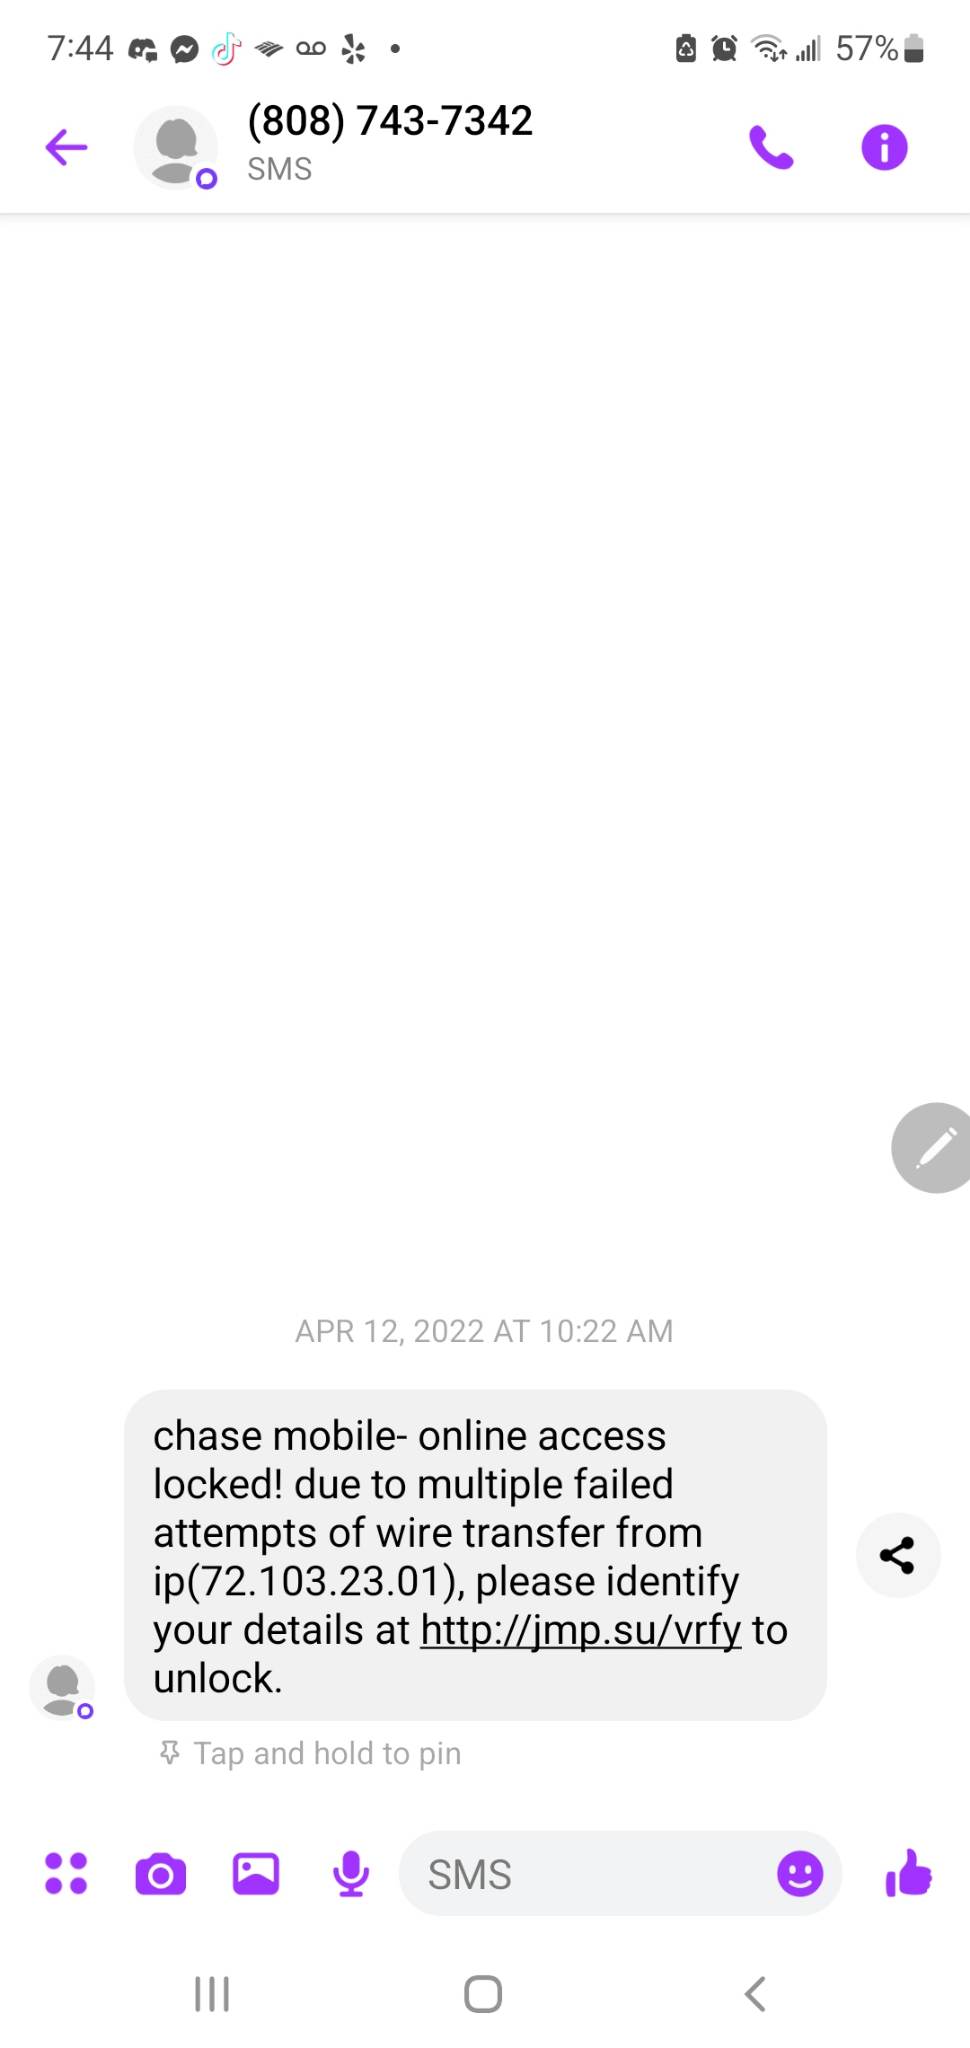 7:44 57%
(808) 743-7342
SMS
APR 12, 2022 AT 10:22 AM
chase mobile- online access
locked! due to multiple failed
attempts of wire transfer from
ip(72.103.23.01), please identify
your details at http://jmp.su/vrfy to
unlock.
Tap and hold to pin
SMS